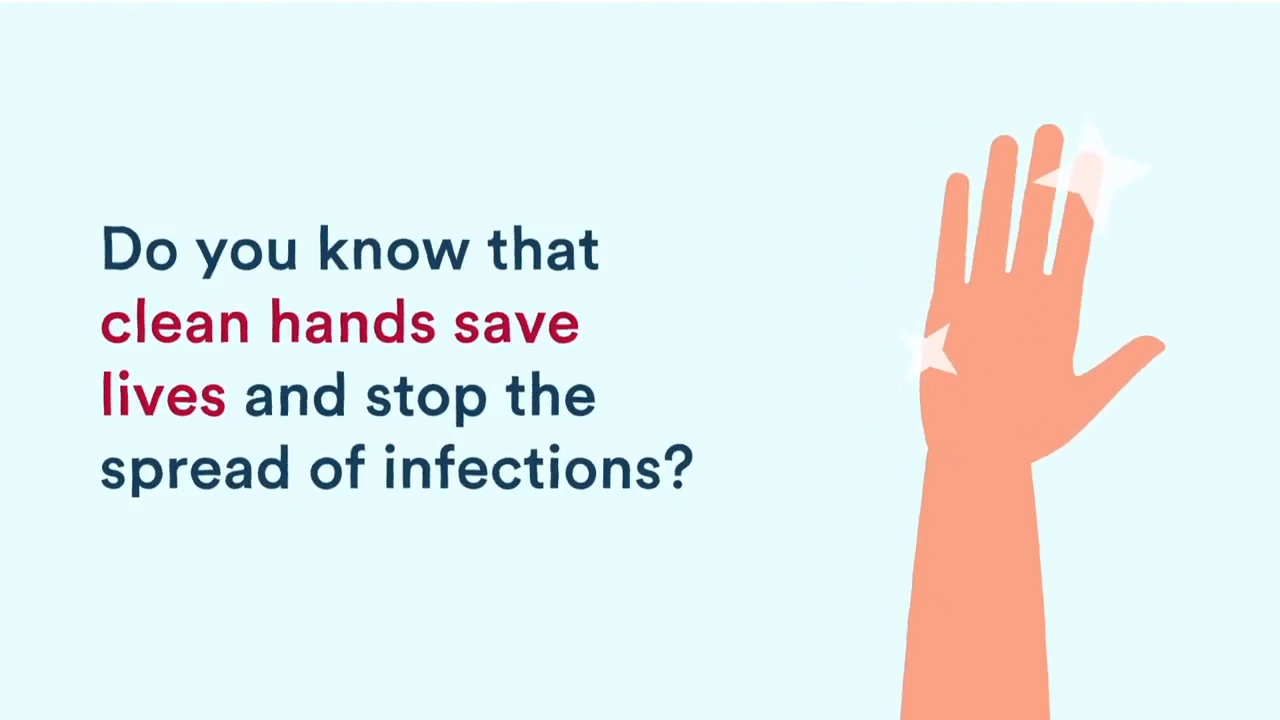 Do you know that
clean hands save
lives and stop the
spread of infections?